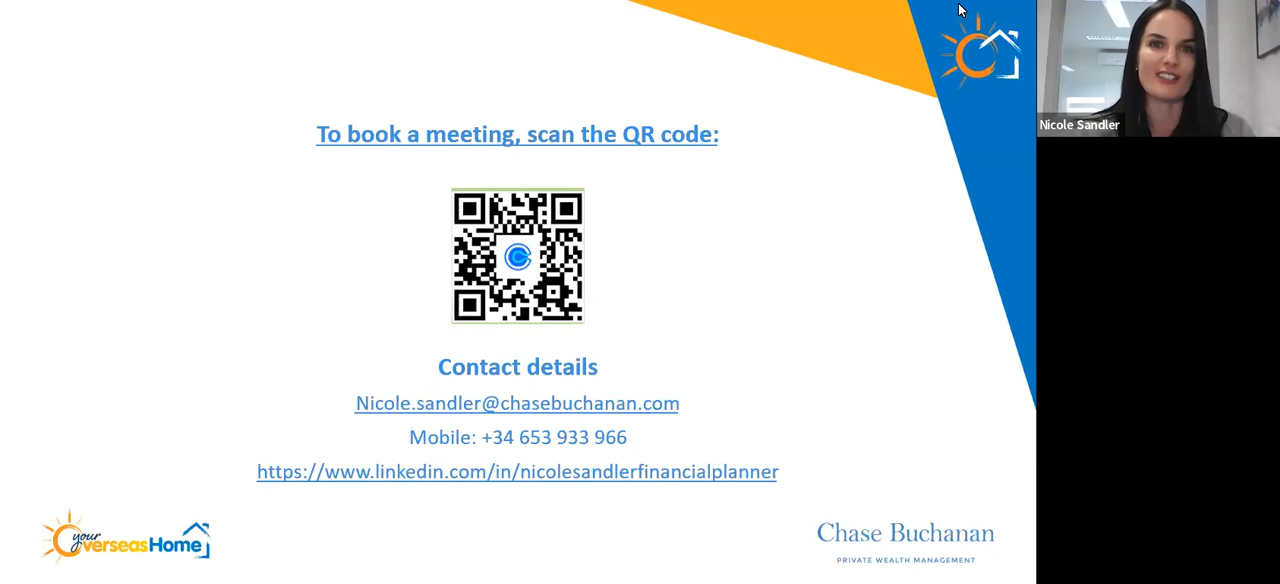 To book a meeting, scan the QR code:
Nicole Sandler
Contact details
Nicole.sandler@chasebuchanan.com
Mobile: +34 653 933 966
https://www.linkedin.com/in/nicolesandlerfinancialplanner
your
OverseasHome
Chase Buchanan
PRIVATE WEALTH MANAGEMENT